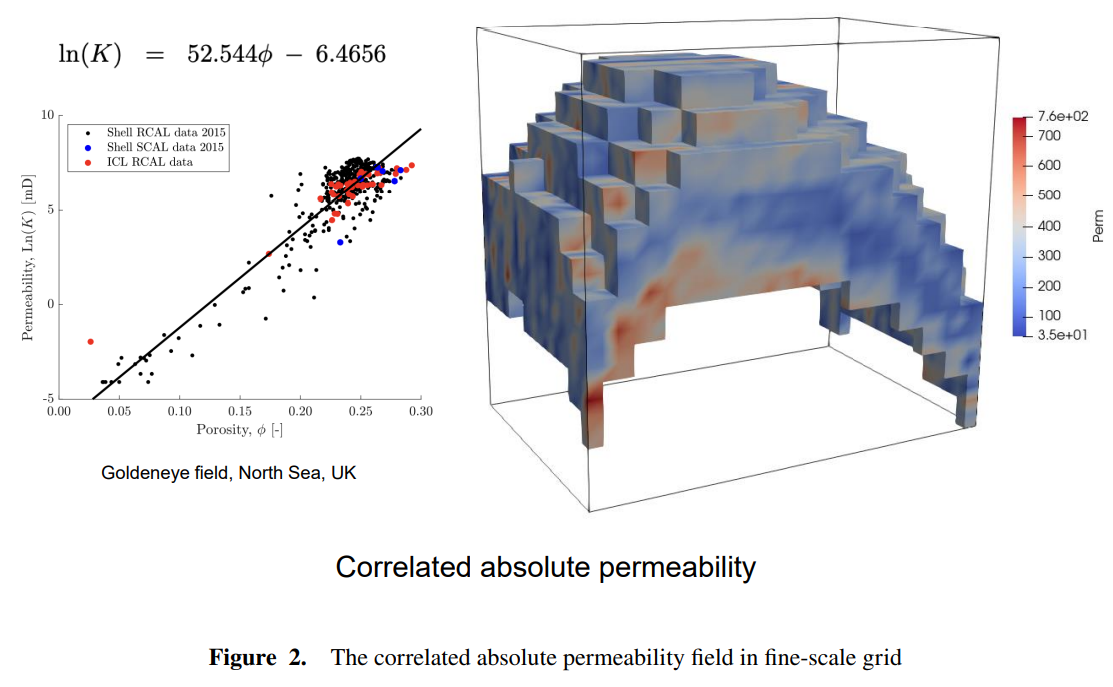 ln(K) = 52.544ϕ − 6.4656
10
5
0
-5
Permeability, Ln(K) [mD]
Shell RCAL data 2015
Shell SCAL data 2015
ICL RCAL data
0.00 0.05 0.10 0.15 0.20 0.25 0.30
Porosity, ϕ [-]
Goldeneye field, North Sea, UK
7.6e+02
700
600
500
400
300
200
100
3.5e+01
Perm
Correlated absolute permeability
Figure 2. The correlated absolute permeability field in fine-scale grid